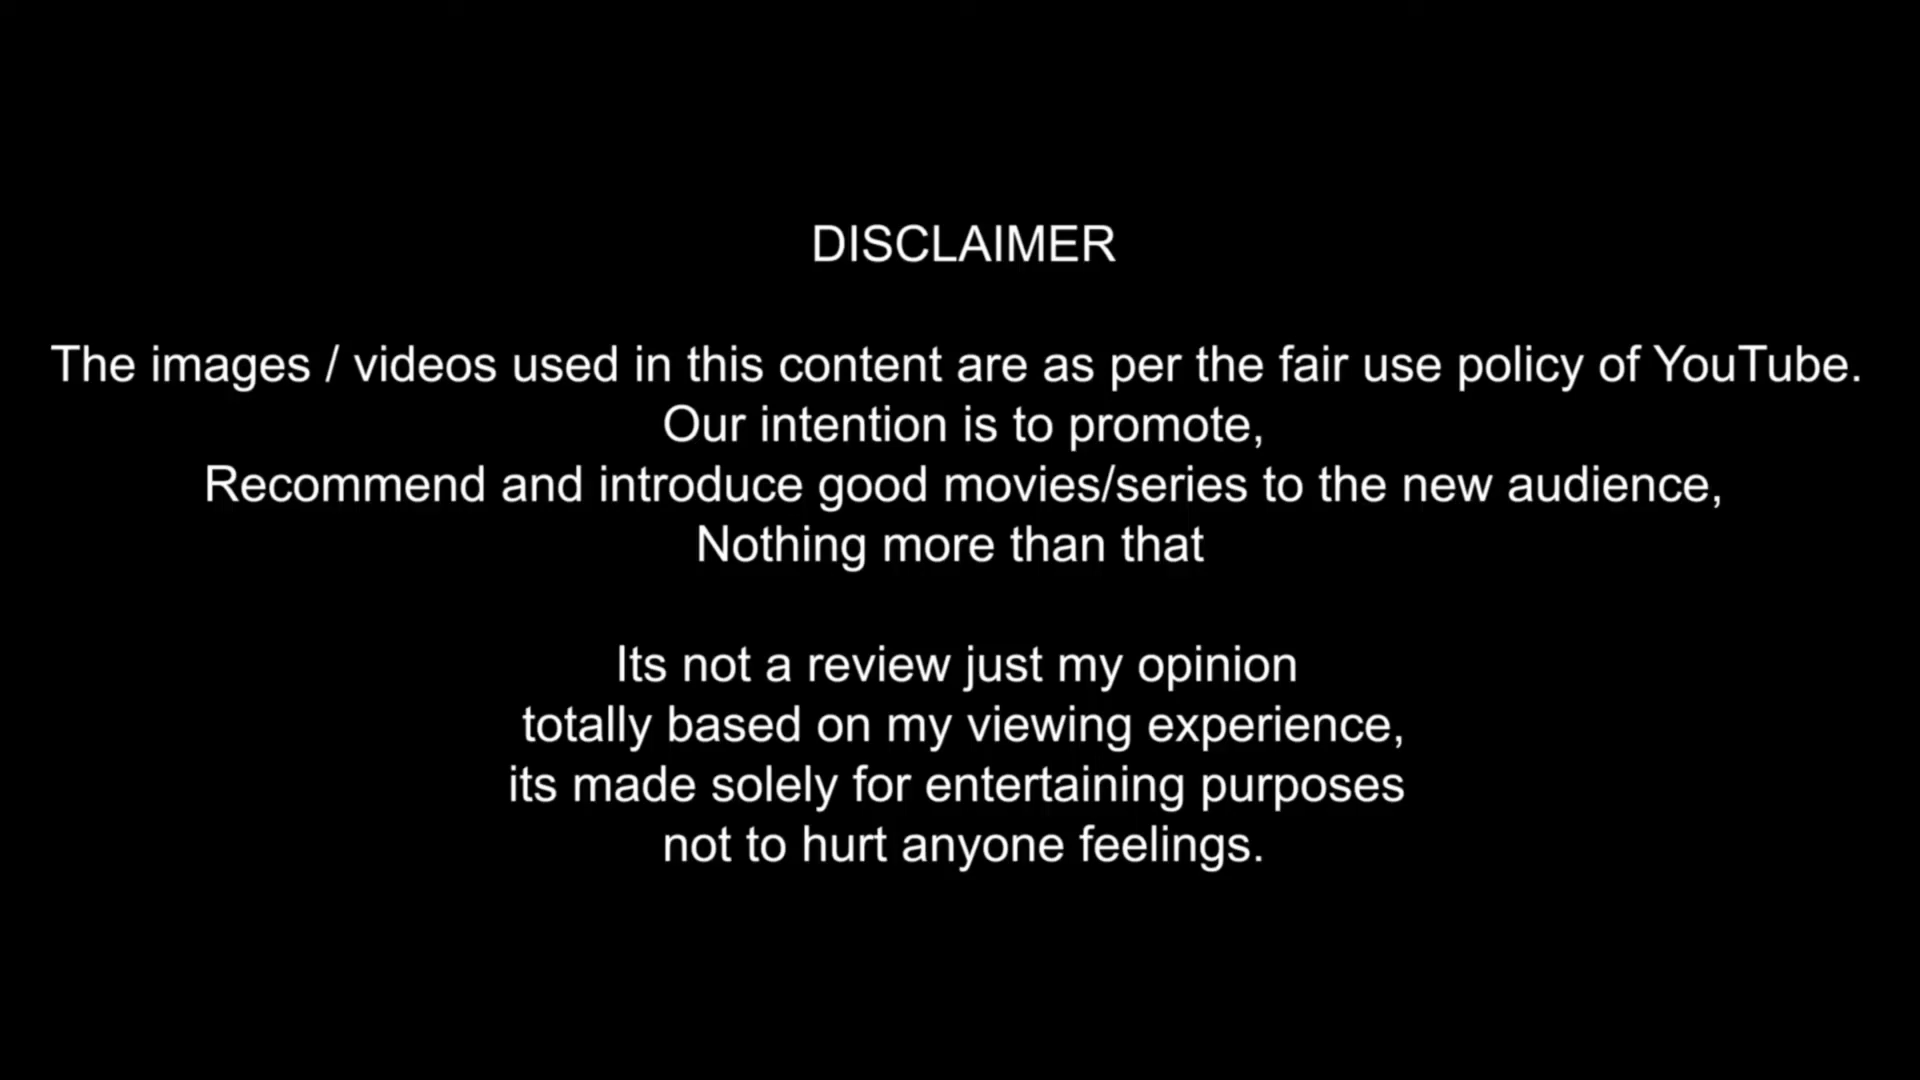 DISCLAIMER
The images / videos used in this content are as per the fair use policy of YouTube.
Our intention is to promote,
Recommend and introduce good movies/series to the new audience,
Nothing more than that
Its not a review just my opinion
totally based on my viewing experience,
its made solely for entertaining purposes
not to hurt anyone feelings.